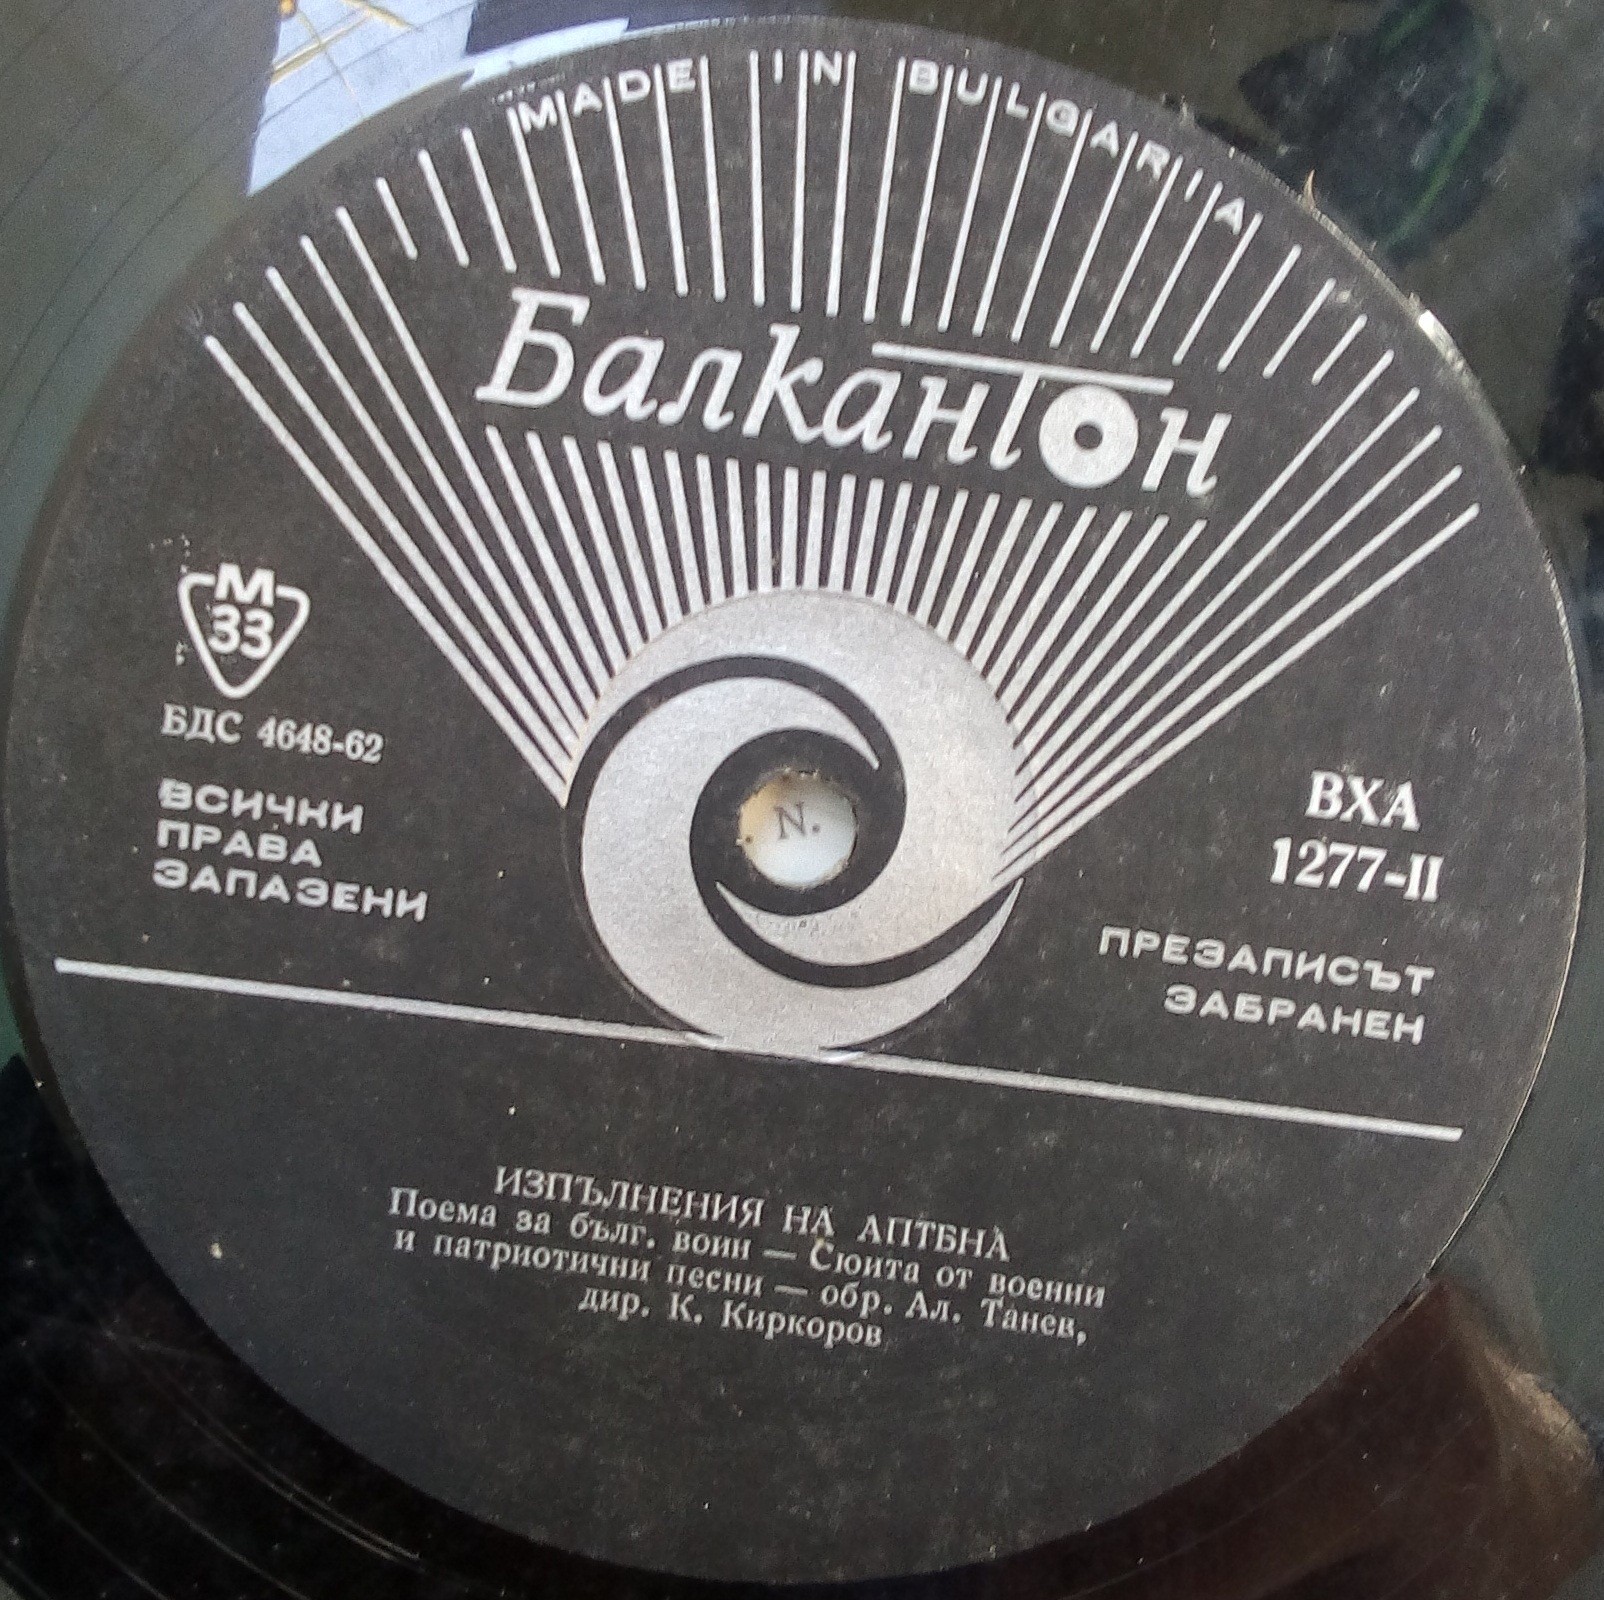 MADE IN BULGARIA
Балкантон
М
33
БДС 4648-62
ВСИЧКИ
ПРАВА
ЗАПАЗЕНИ
N.
ВХА
1277-II
ПРЕЗАПИСЪТ
ЗАБРАНЕН
ИЗПЪЛНЕНИЯ НА АПТБНА
Поема за бълг. воин — Сюита от военни
и патриотични песни — обр. Ал. Танев,
дир. К. Киркоров